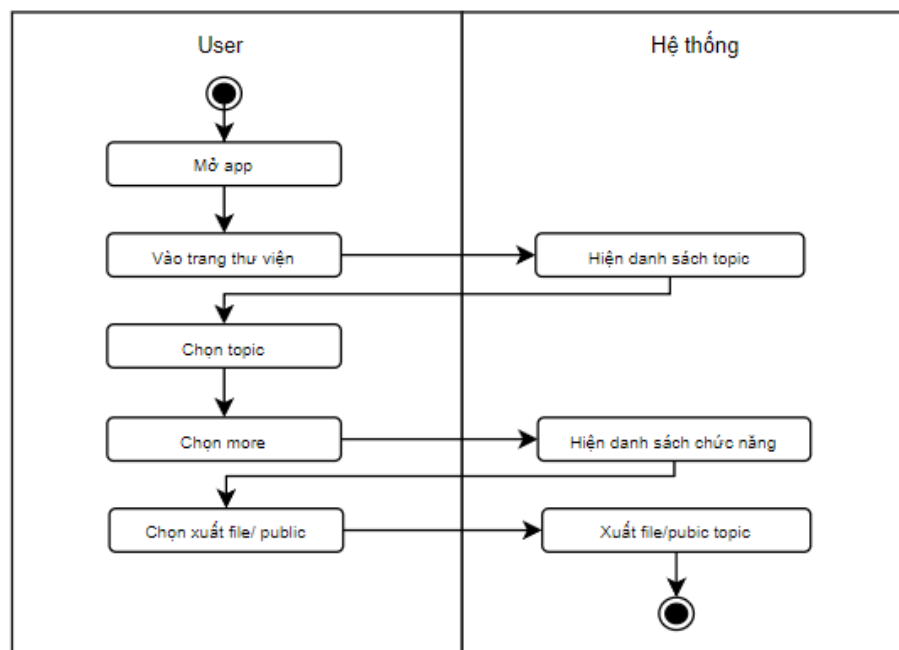 User
Hệ thống
Mở app
Vào trang thư viện
Hiện danh sách topic
Chọn topic
Chọn more
Hiện danh sách chức năng
Chọn xuất file/ public
Xuất file/pubic topic